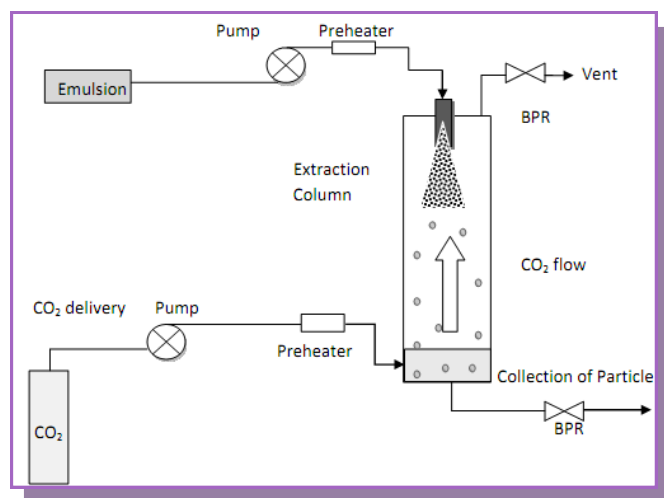 Pump
Preheater
Emulsion
Vent
BPR
Extraction
Column
CO₂ flow
CO₂ delivery
Pump
Preheater
Collection of Particle
CO₂
BPR